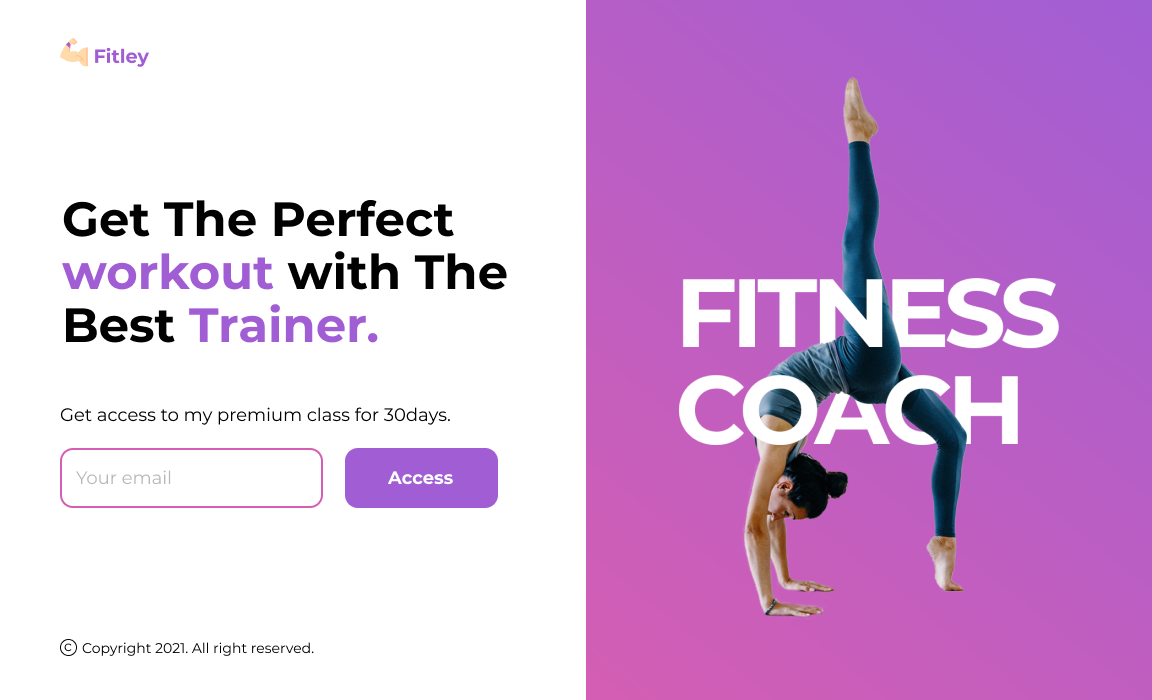 Fitley
Get The Perfect
workout with The
Best Trainer.
Get access to my premium class for 30days.
Your email
Access
© Copyright 2021. All right reserved.
FITNESS
COACH